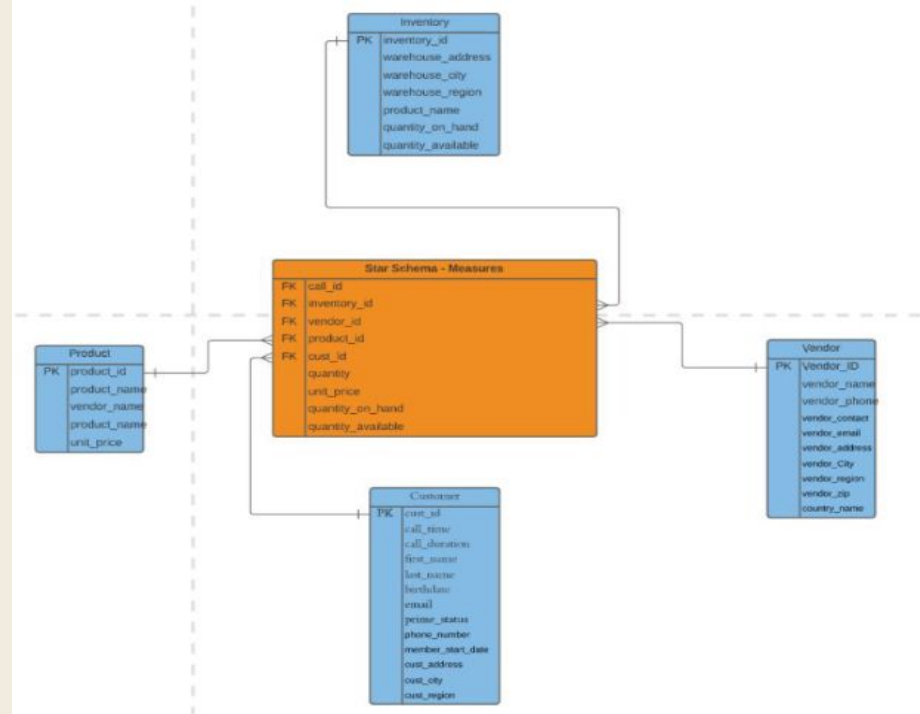 Inventory
PK inventory_id
warehouse_address
warehouse_city
warehouse_region
product_name
quantity_on_hand
quantity_available
Star Schema - Measures
FK call_id
FK inventory_id
FK vendor_id
FK product_id
FK cust_id
quantity
unit_price
quantity_on_hand
quantity_available
Product
PK product_id
product_name
vendor_name
product_name
unit_price
Vendor
PK Vendor_ID
vendor_name
vendor_phone
vendor_contact
vendor_email
vendor_address
vendor_City
vendor_region
vendor_zip
country_name
Customer
PK cust_id
call_time
call_duration
first_name
last_name
birthdate
email
prime_status
phone_number
member_start_date
cust_address
cust_city
cust_region